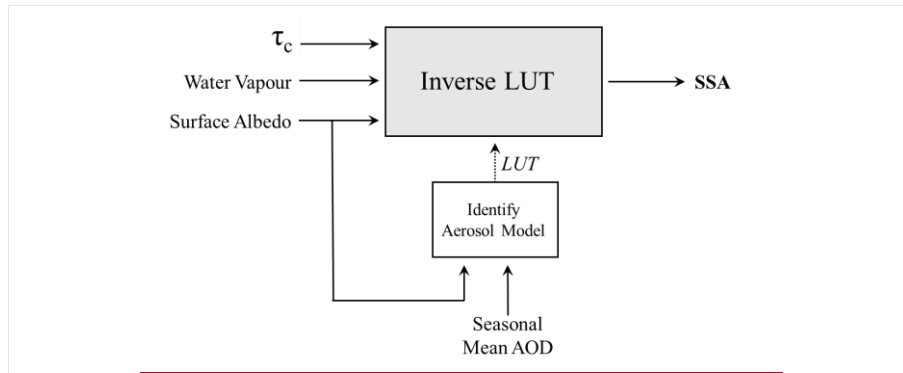 τc
Water Vapour
Surface Albedo
Inverse LUT
SSA
LUT
Identify
Aerosol Model
Seasonal
Mean AOD